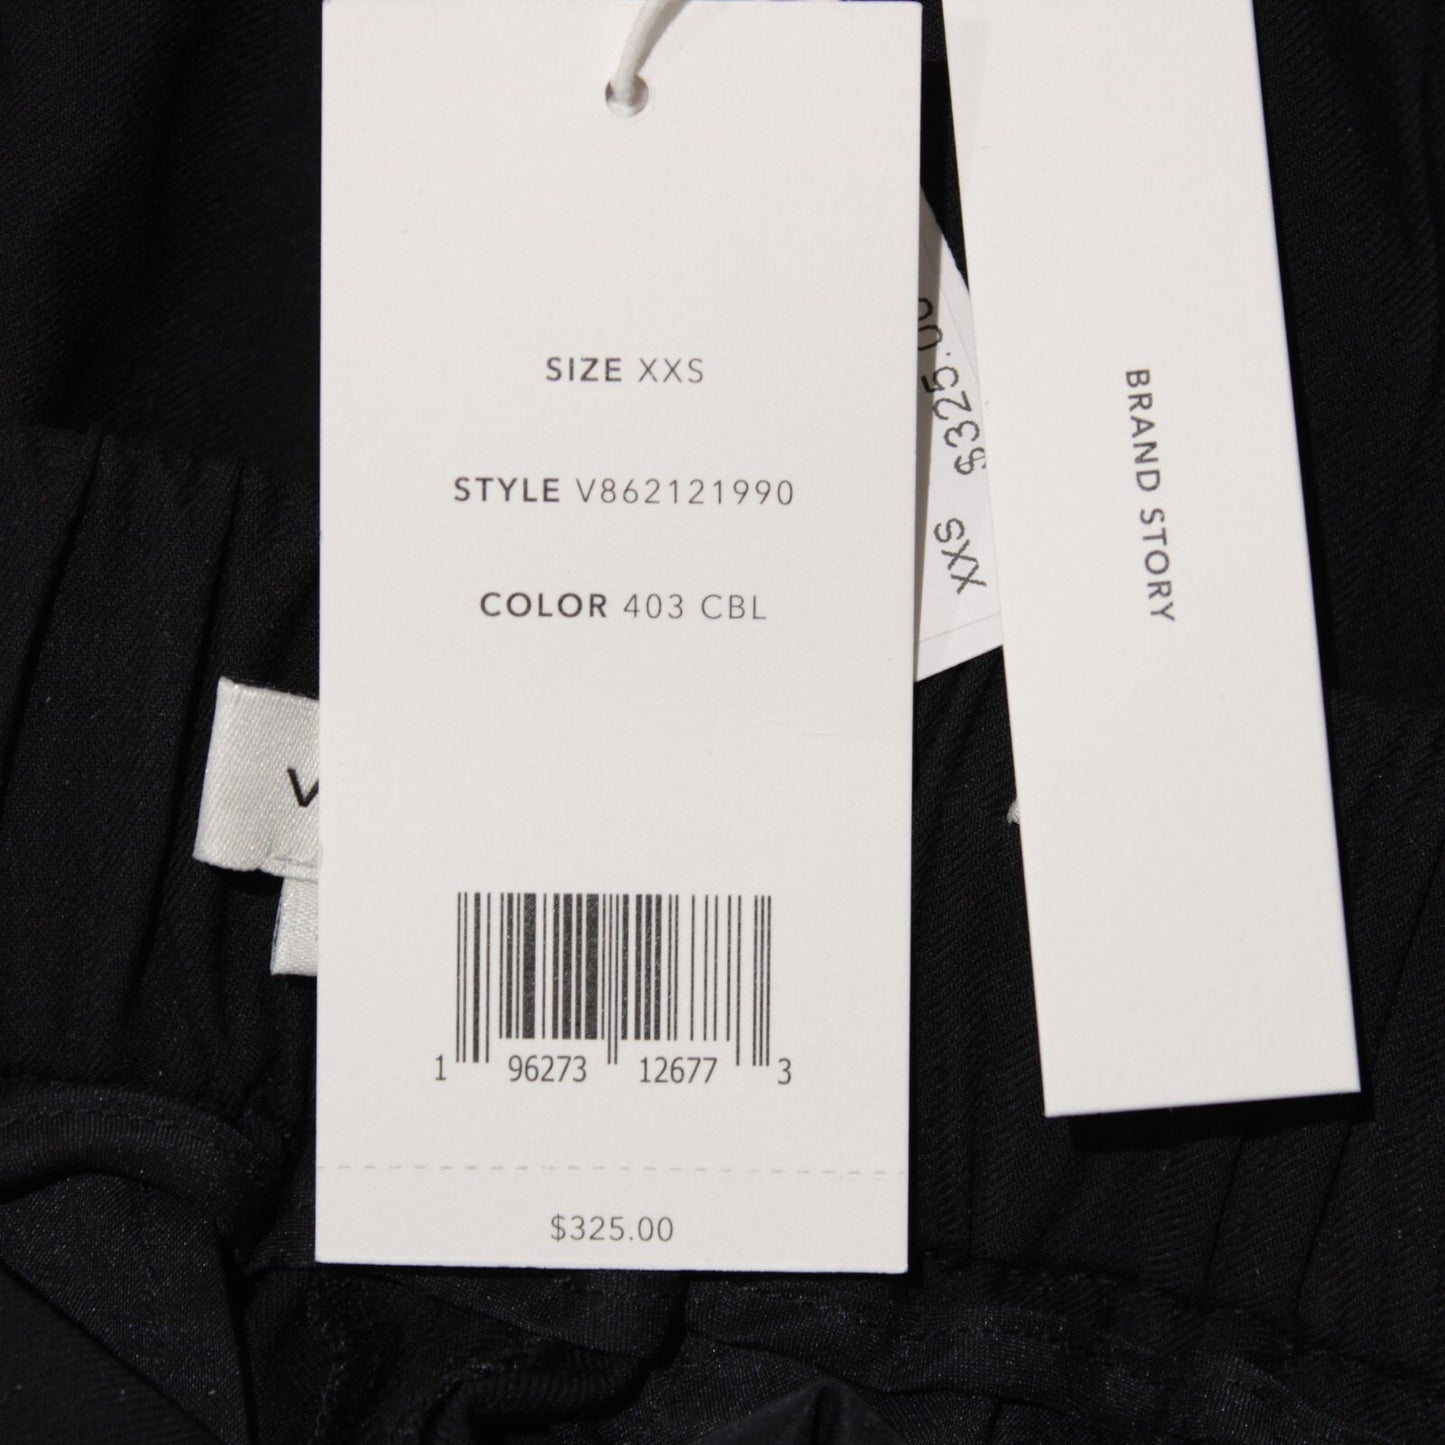 SIZE XXS
STYLE V862121990
COLOR 403 CBL
1 96273 12677 3
$325.00
XXS $325.00
BRAND STORY
V